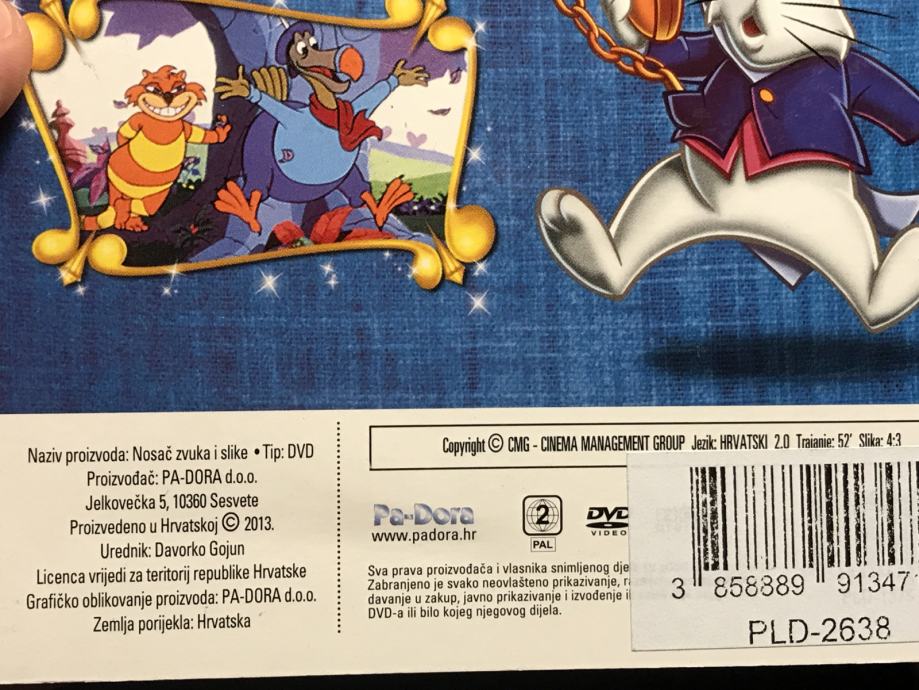 Naziv proizvoda: Nosač zvuka i slike • Tip: DVD
Proizvođač: PA-DORA d.o.o.
Jelkovečka 5, 10360 Sesvete
Proizvedeno u Hrvatskoj © 2013.
Urednik: Davorko Gojun
Licenca vrijedi za teritorij republike Hrvatske
Grafičko oblikovanje proizvoda: PA-DORA d.o.o.
Zemlja porijekla: Hrvatska
Copyright © CMG - CINEMA MANAGEMENT GROUP Jezik: HRVATSKI 2.0 Trajanje: 52' Slika: 4:3
Pa-Dora
www.padora.hr
2
PAL
DVD
VIDEO
Sva prava proizvođača i vlasnika snimljenog
Zabranjeno je svako neovlašteno prikazivanje,
davanje u zakup, javno prikazivanje i izvođenje
DVD-a ili bilo kojeg njegovog dijela.
3 858889 91347
PLD-2638